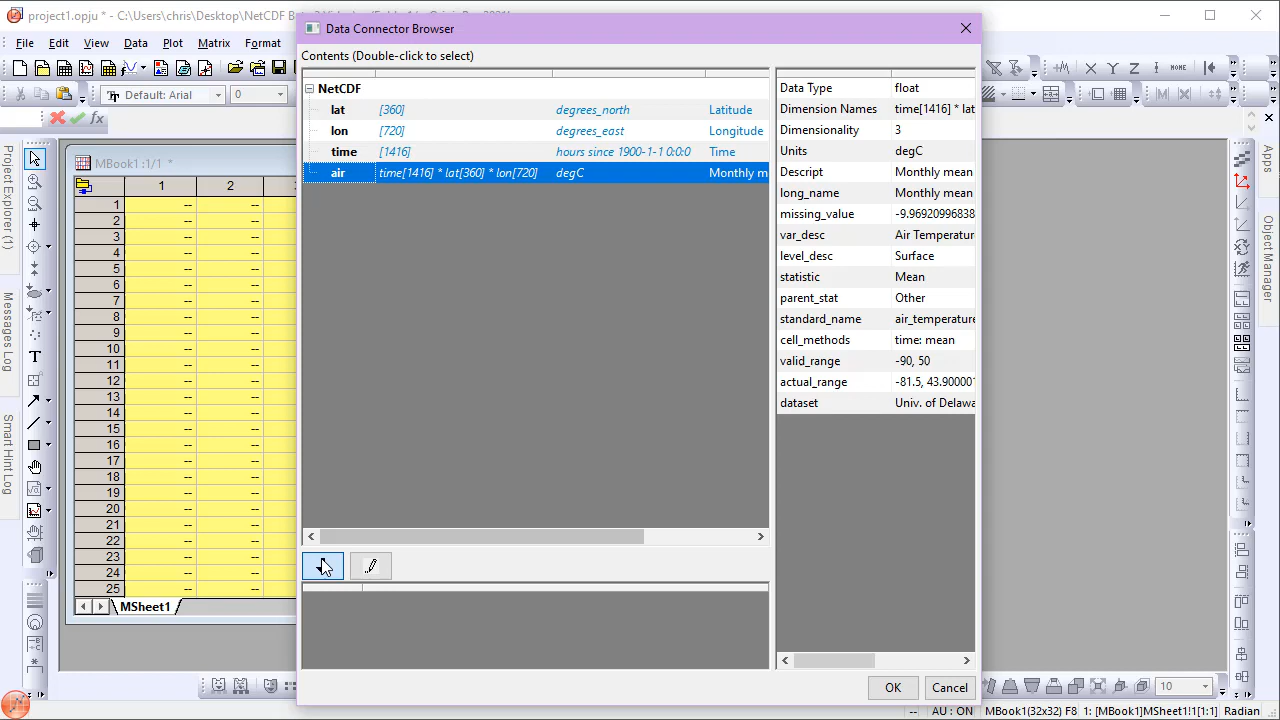 project1.opju * - C:\Users\chris\Desktop\NetCDF
File Edit View Data Plot Matrix Format
Default: Arial 0
HOME
Data Connector Browser
Contents (Double-click to select)
NetCDF
lat [360] degrees_north Latitude
lon [720] degrees_east Longitude
time [1416] hours since 1900-1-1 0:0:0 Time
air time[1416] * lat[360] * lon[720] degC Monthly m
Data Type float
Dimension Names time[1416] * lat
Dimensionality 3
Units degC
Descript Monthly mean
long_name Monthly mean
missing_value -9.96920996838
var_desc Air Temperatur
level_desc Surface
statistic Mean
parent_stat Other
standard_name air_temperature
cell_methods time: mean
valid_range -90, 50
actual_range -81.5, 43.90000
dataset Univ. of Delawa
OK Cancel
MBook1 :1/1 *
1 2
1 -- --
2 -- --
3 -- --
4 -- --
5 -- --
6 -- --
7 -- --
8 -- --
9 -- --
10 -- --
11 -- --
12 -- --
13 -- --
14 -- --
15 -- --
16 -- --
17 -- --
18 -- --
19 -- --
20 -- --
21 -- --
22 -- --
23 -- --
24 -- --
25 -- --
MSheet1
Project Explorer (1)
Messages Log
Smart Hint Log
Apps
Object Manager
10
-- AU : ON MBook1(32x32) F8 1: [MBook1]MSheet1!1[1:1] Radian